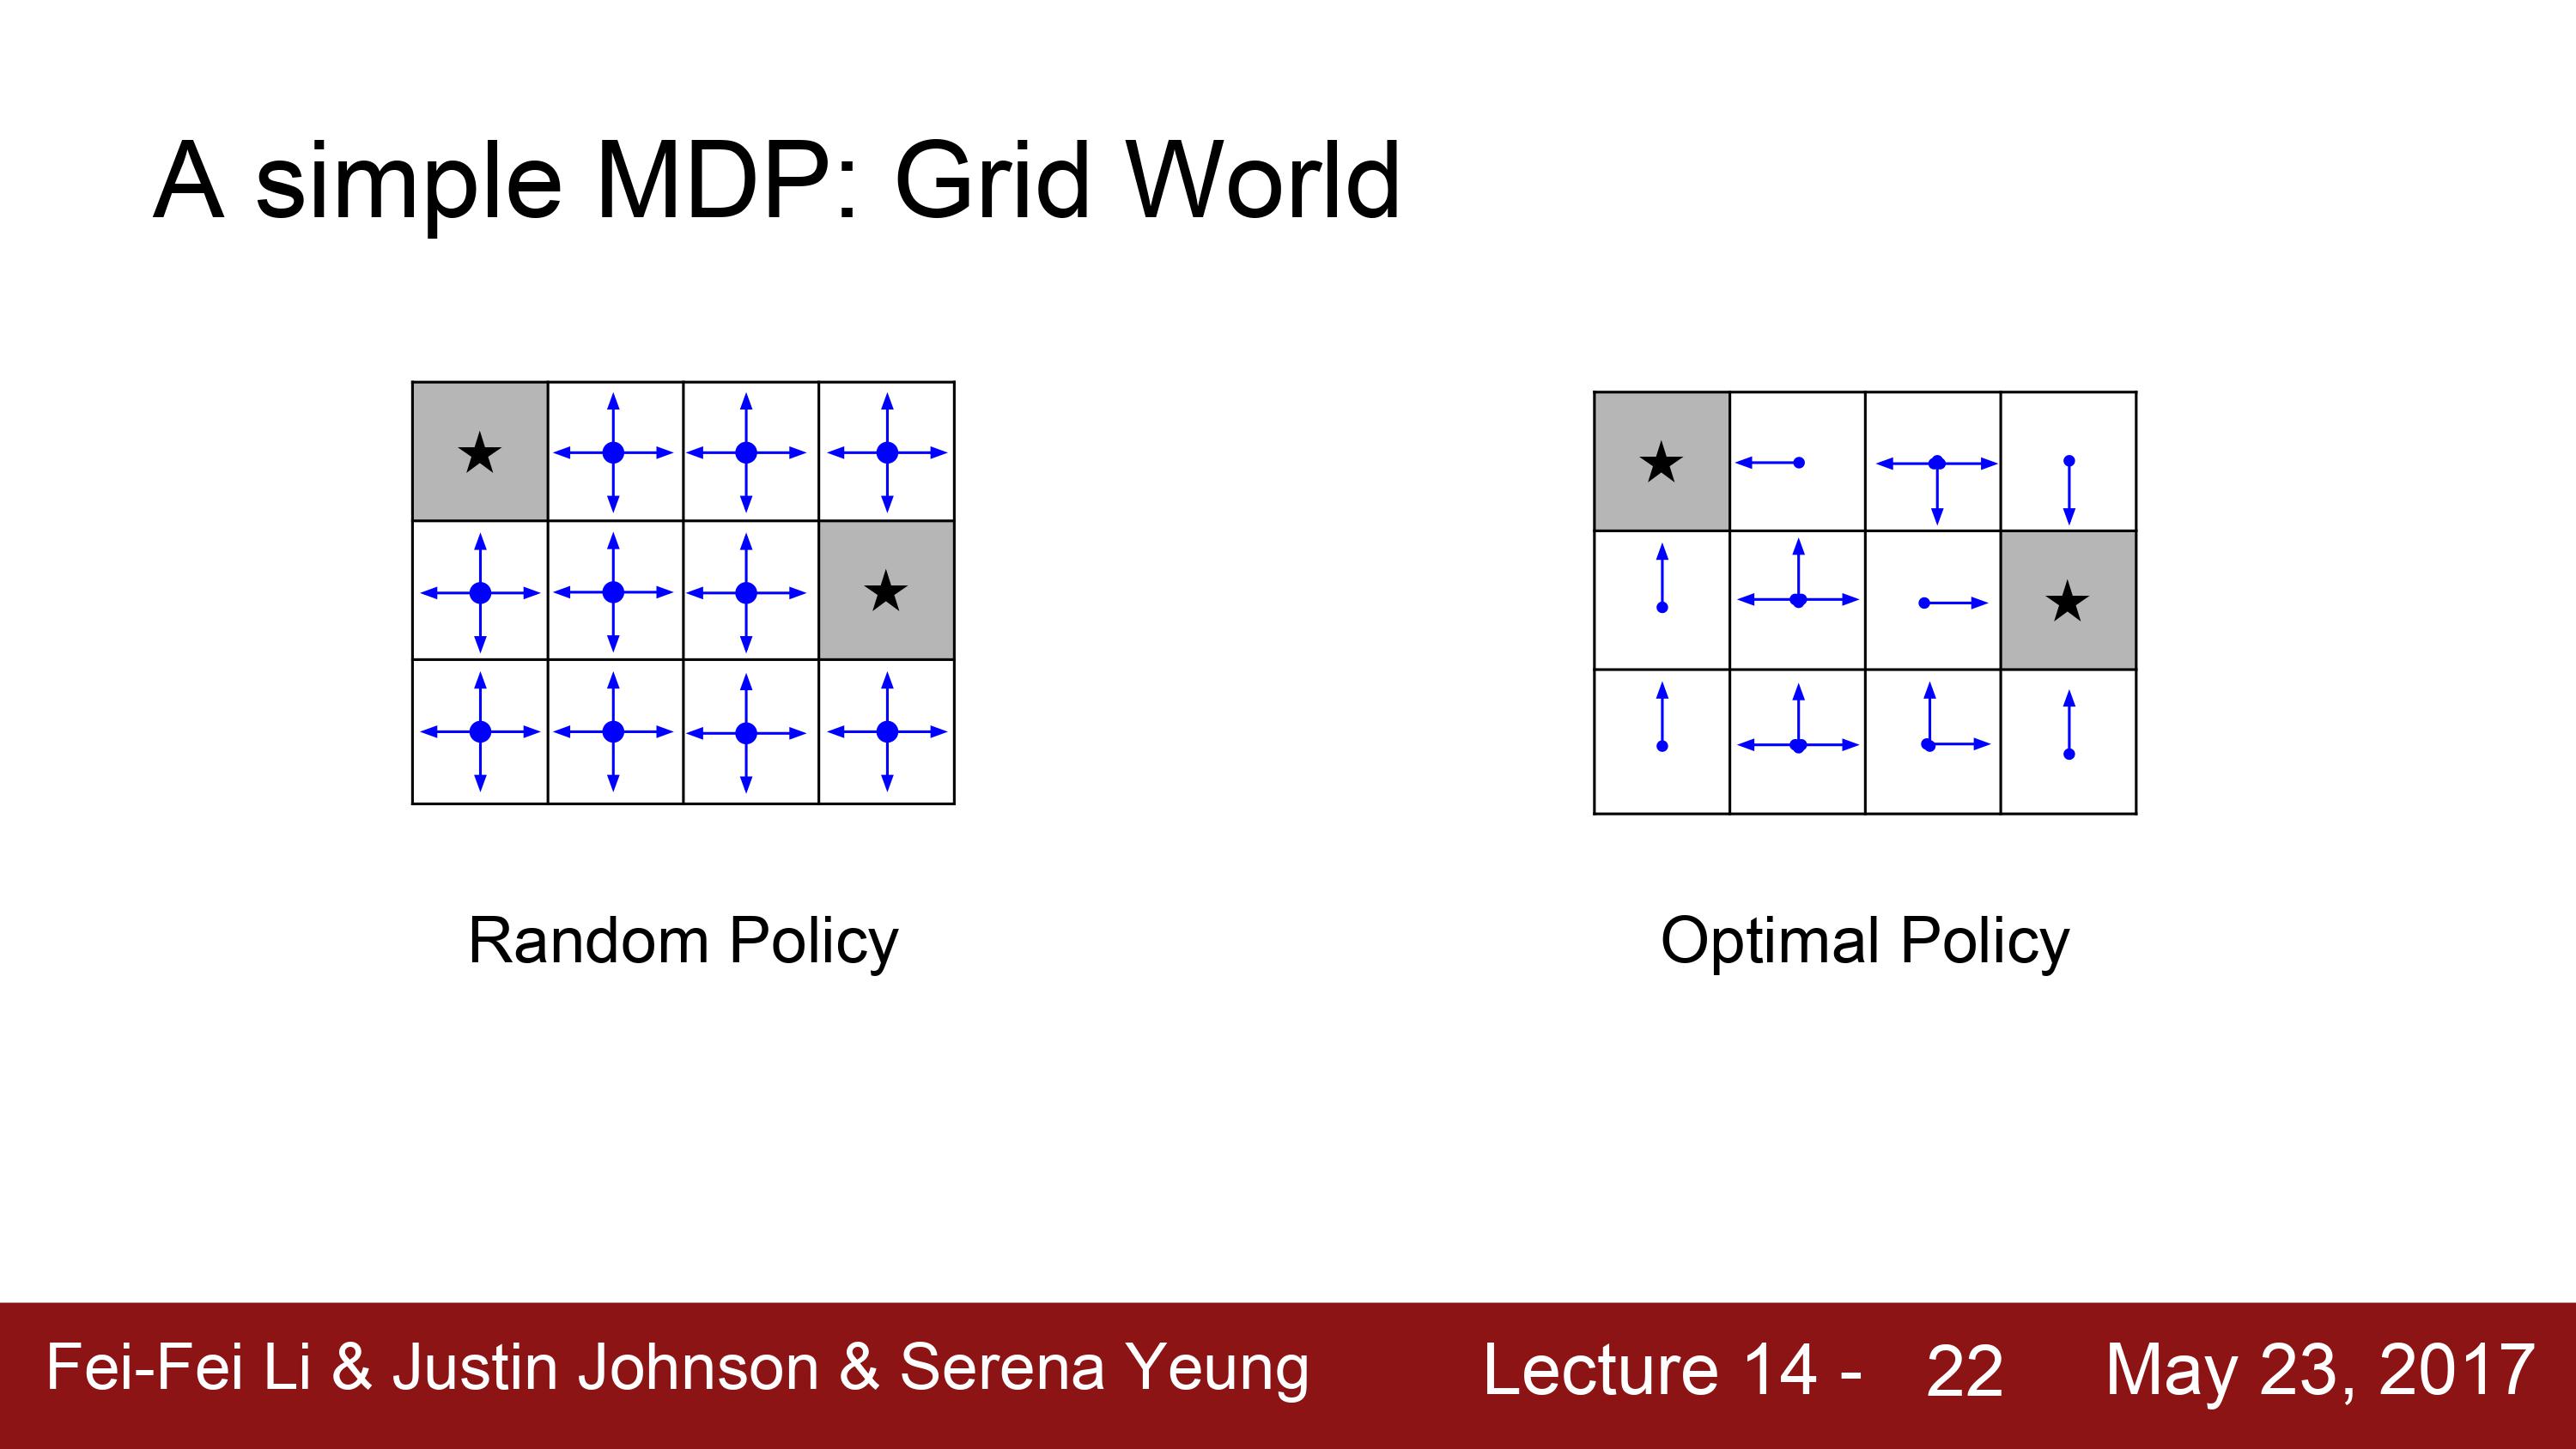 A simple MDP: Grid World
Random Policy
Optimal Policy
Fei-Fei Li & Justin Johnson & Serena Yeung
Lecture 14 - 22
May 23, 2017